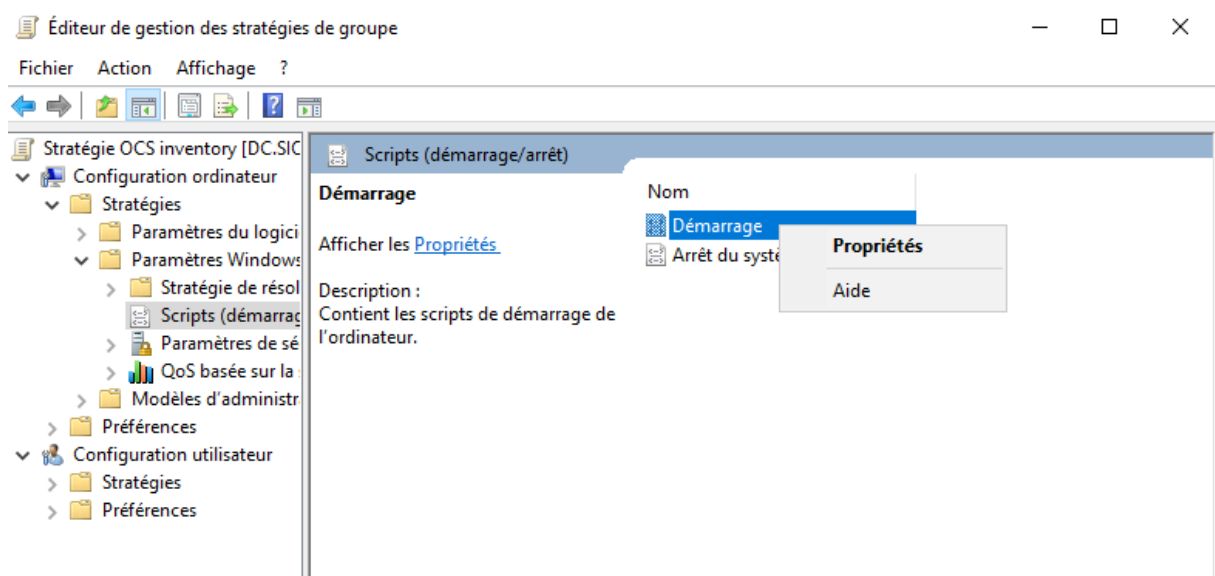 Éditeur de gestion des stratégies de groupe
Fichier Action Affichage ?
Stratégie OCS inventory [DC.SIC
Configuration ordinateur
Stratégies
Paramètres du logici
Paramètres Windows
Stratégie de résol
Scripts (démarrag
Paramètres de sé
QoS basée sur la
Modèles d'administr
Préférences
Configuration utilisateur
Stratégies
Préférences
Scripts (démarrage/arrêt)
Démarrage
Afficher les Propriétés
Description :
Contient les scripts de démarrage de
l'ordinateur.
Nom
Démarrage
Arrêt du systè
Propriétés
Aide